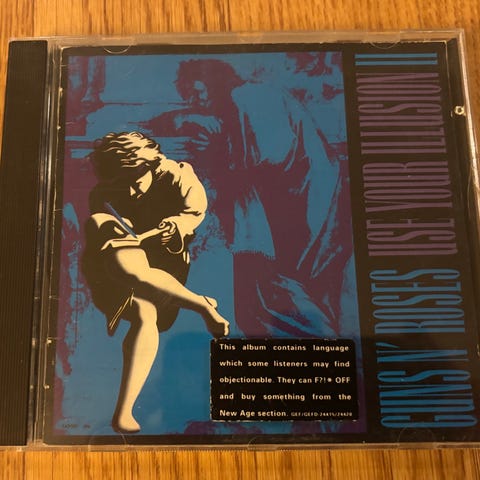 GUNS N' ROSES USE YOUR ILLUSION II
This album contains language
which some listeners may find
objectionable. They can F?!* OFF
and buy something from the
New Age section. GEF/GEFD-24415/24420